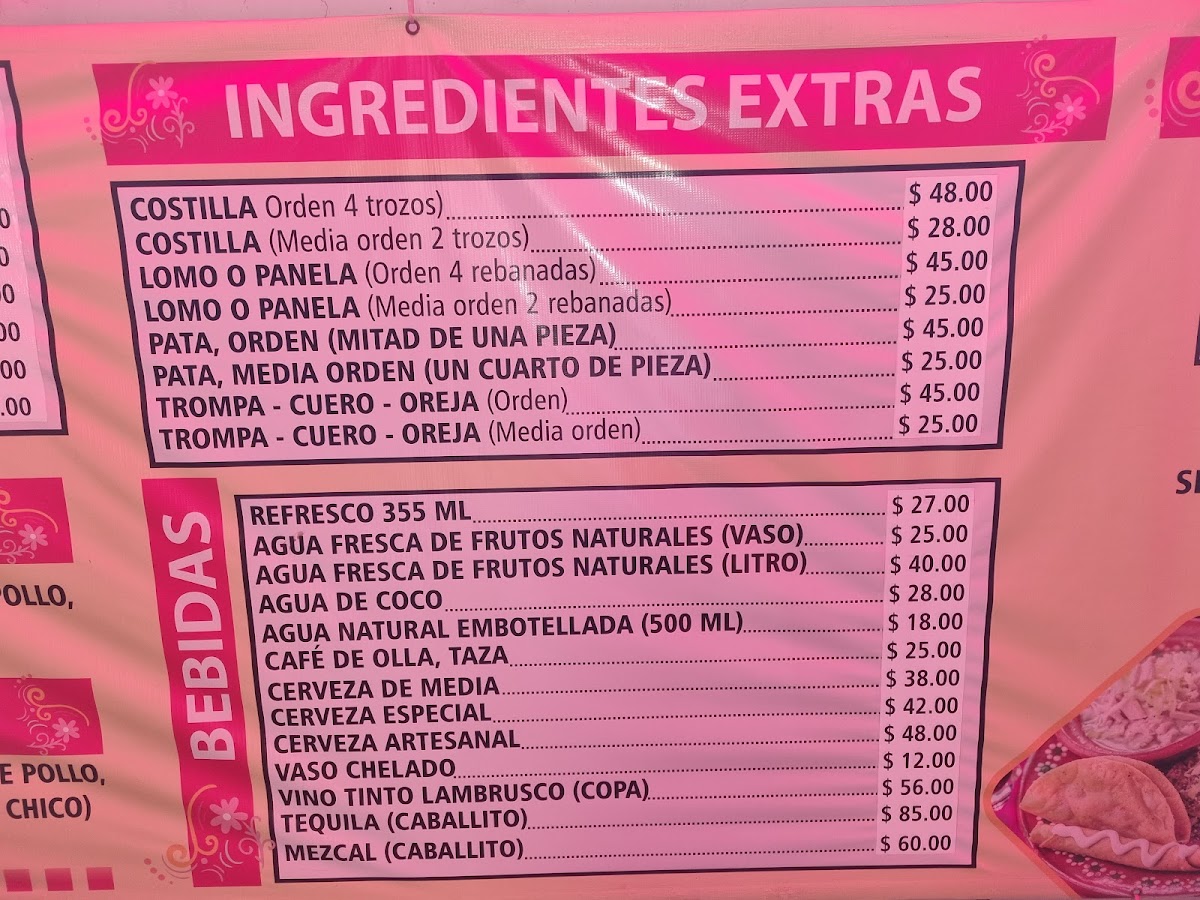 INGREDIENTES EXTRAS
COSTILLA Orden 4 trozos) $ 48.00
COSTILLA (Media orden 2 trozos) $ 28.00
LOMO O PANELA (Orden 4 rebanadas) $ 45.00
LOMO O PANELA (Media orden 2 rebanadas) $ 25.00
PATA, ORDEN (MITAD DE UNA PIEZA) $ 45.00
PATA, MEDIA ORDEN (UN CUARTO DE PIEZA) $ 25.00
TROMPA - CUERO - OREJA (Orden) $ 45.00
TROMPA - CUERO - OREJA (Media orden) $ 25.00
BEBIDAS
REFRESCO 355 ML $ 27.00
AGUA FRESCA DE FRUTOS NATURALES (VASO) $ 25.00
AGUA FRESCA DE FRUTOS NATURALES (LITRO) $ 40.00
AGUA DE COCO $ 28.00
AGUA NATURAL EMBOTELLADA (500 ML) $ 18.00
CAFÉ DE OLLA, TAZA $ 25.00
CERVEZA DE MEDIA $ 38.00
CERVEZA ESPECIAL $ 42.00
CERVEZA ARTESANAL $ 48.00
VASO CHELADO $ 12.00
VINO TINTO LAMBRUSCO (COPA) $ 56.00
TEQUILA (CABALLITO) $ 85.00
MEZCAL (CABALLITO) $ 60.00
POLLO,
E POLLO,
CHICO)